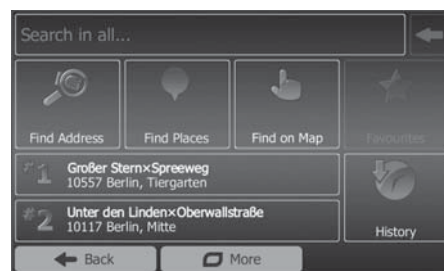 Search in all...
Find Address
Find Places
Find on Map
Favourites
#1 Großer Stern×Spreeweg
10557 Berlin, Tiergarten
#2 Unter den Linden×Oberwallstraße
10117 Berlin, Mitte
History
Back
More